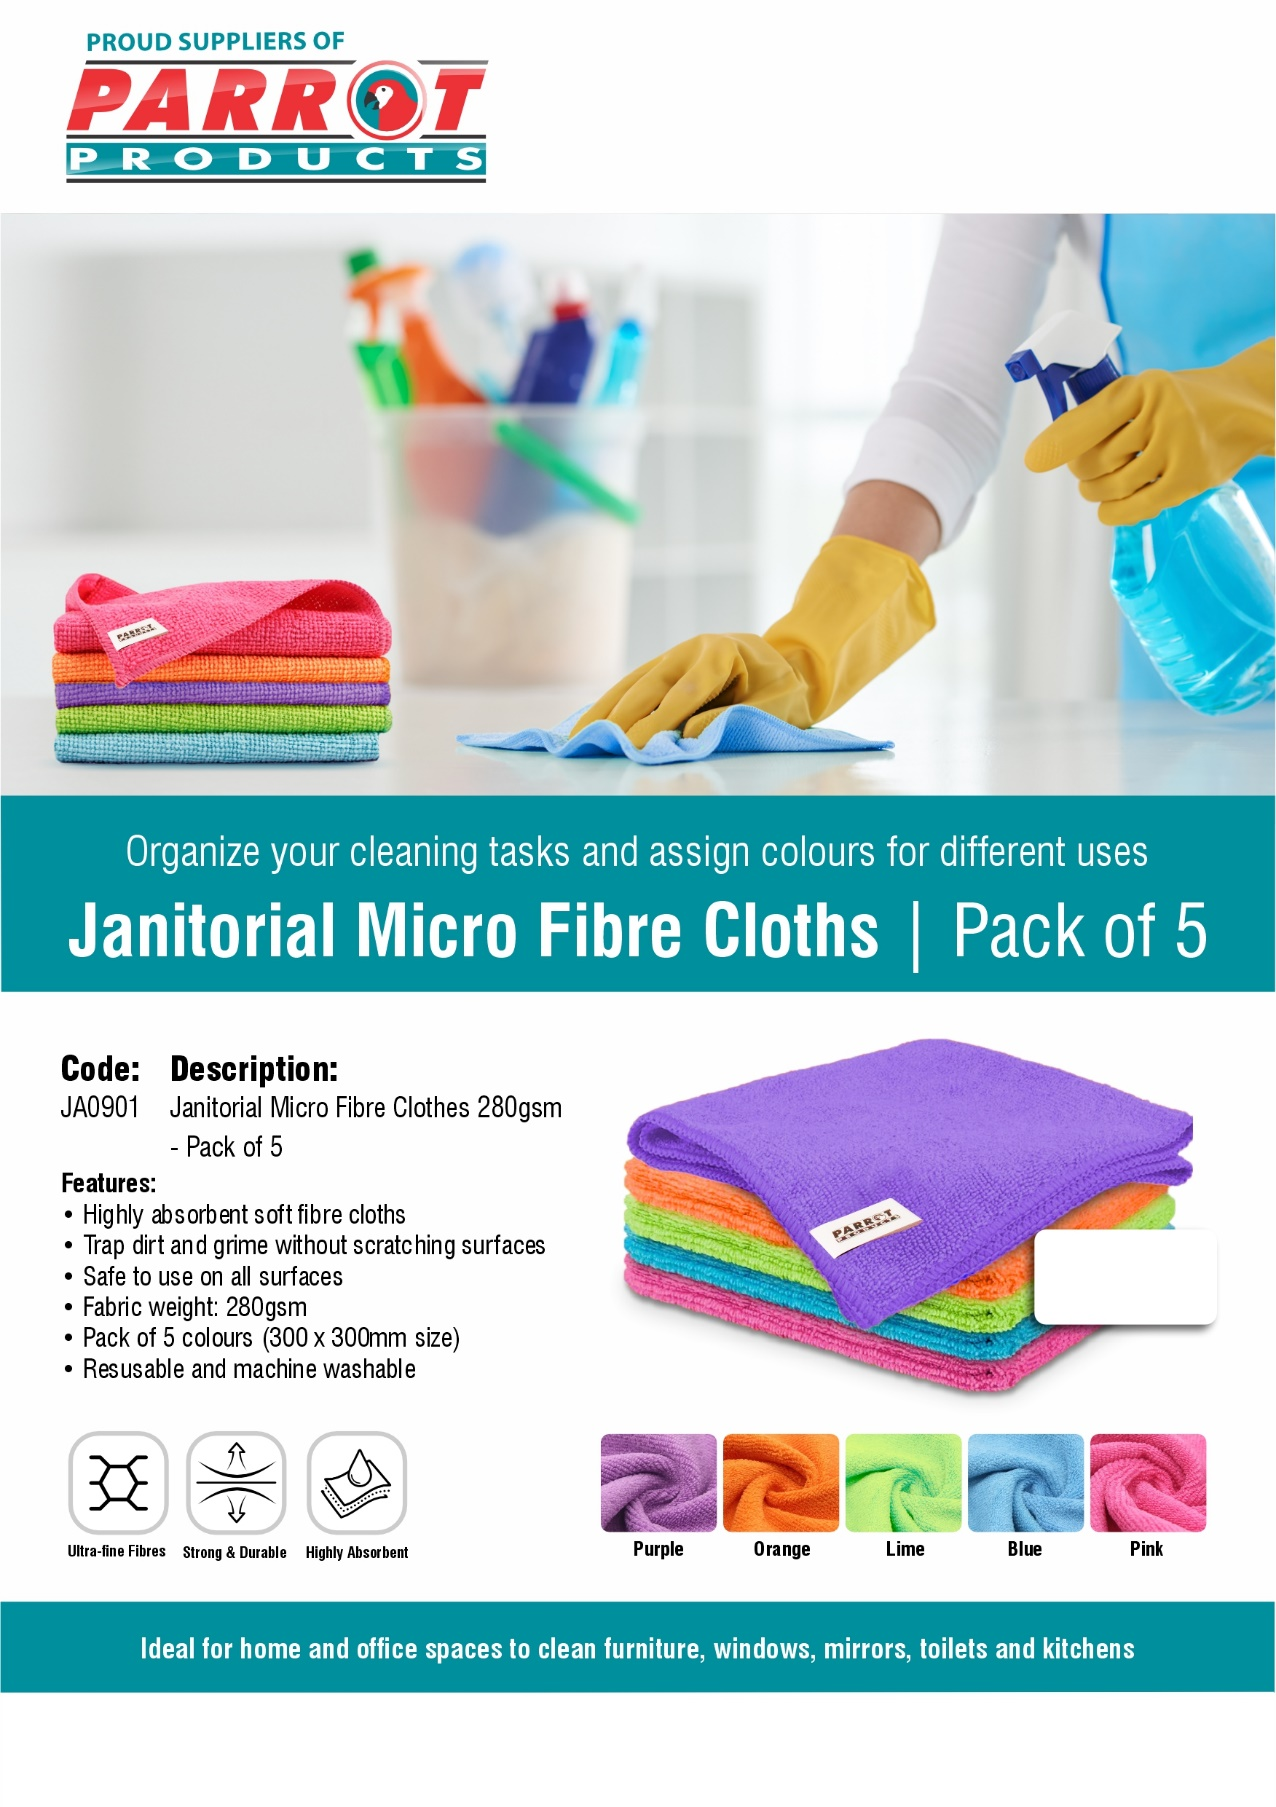 PROUD SUPPLIERS OF
PARROT
PRODUCTS
PARROT
Organize your cleaning tasks and assign colours for different uses
Janitorial Micro Fibre Cloths | Pack of 5
Code: Description:
JA0901 Janitorial Micro Fibre Clothes 280gsm
- Pack of 5
Features:
• Highly absorbent soft fibre cloths
• Trap dirt and grime without scratching surfaces
• Safe to use on all surfaces
• Fabric weight: 280gsm
• Pack of 5 colours (300 x 300mm size)
• Resusable and machine washable
PARROT
PRODUCTS
Ultra-fine Fibres Strong & Durable Highly Absorbent
Purple Orange Lime Blue Pink
Ideal for home and office spaces to clean furniture, windows, mirrors, toilets and kitchens